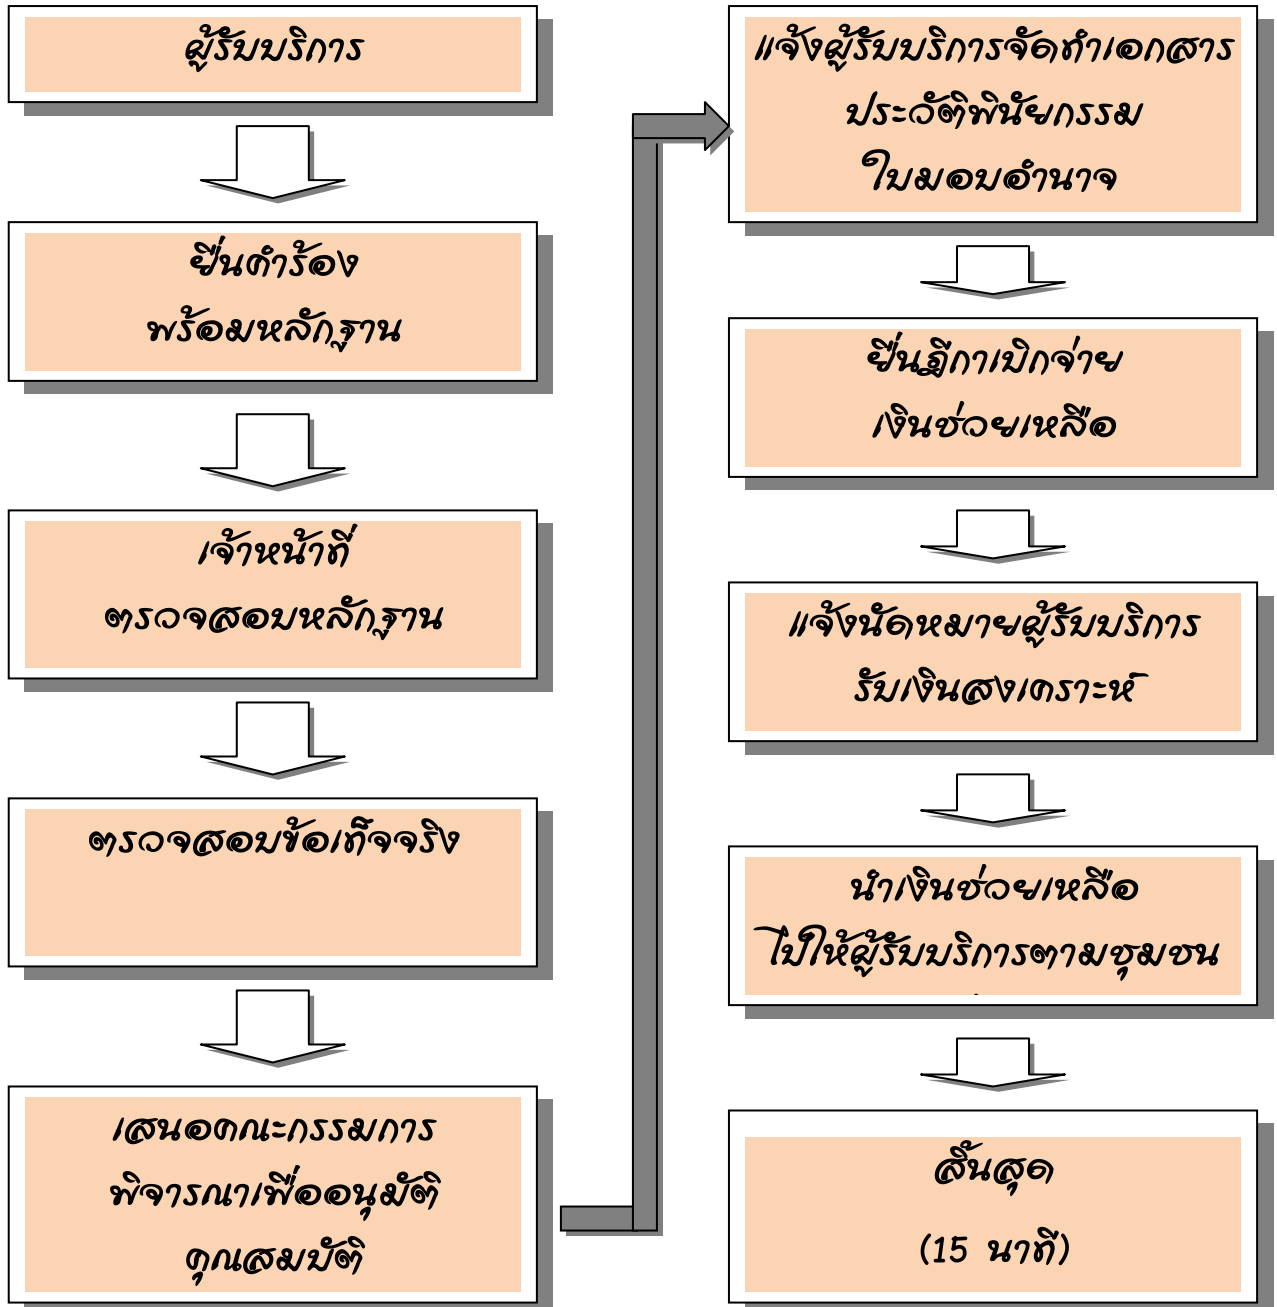 ผู้รับบริการ
ยื่นคำร้อง
พร้อมหลักฐาน
เจ้าหน้าที่
ตรวจสอบหลักฐาน
ตรวจสอบข้อเท็จจริง
เสนอคณะกรรมการ
พิจารณาเพื่ออนุมัติ
คุณสมบัติ
แจ้งผู้รับบริการจัดทำเอกสาร
ประวัติพินัยกรรม
ใบมอบอำนาจ
ยื่นฎีกาเบิกจ่าย
เงินช่วยเหลือ
แจ้งนัดหมายผู้รับบริการ
รับเงินสงเคราะห์
นำเงินช่วยเหลือ
ไปให้ผู้รับบริการตามชุมชน
สิ้นสุด
(15 นาที)